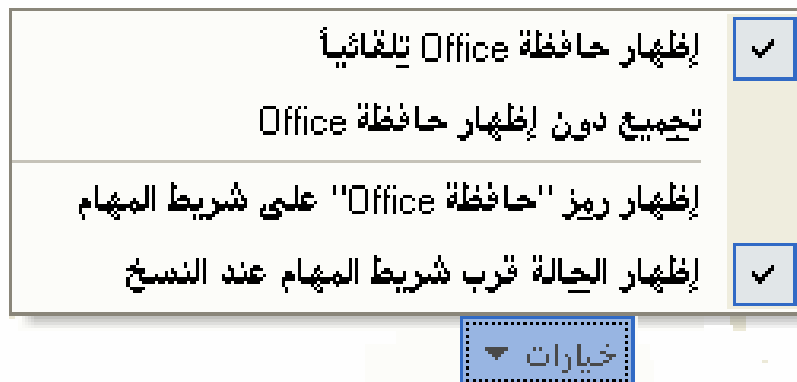 إظهار حافظة Office تلقائياً
تجميع دون إظهار حافظة Office
إظهار رمز "حافظة Office" على شريط المهام
إظهار الحالة قرب شريط المهام عند النسخ
خيارات